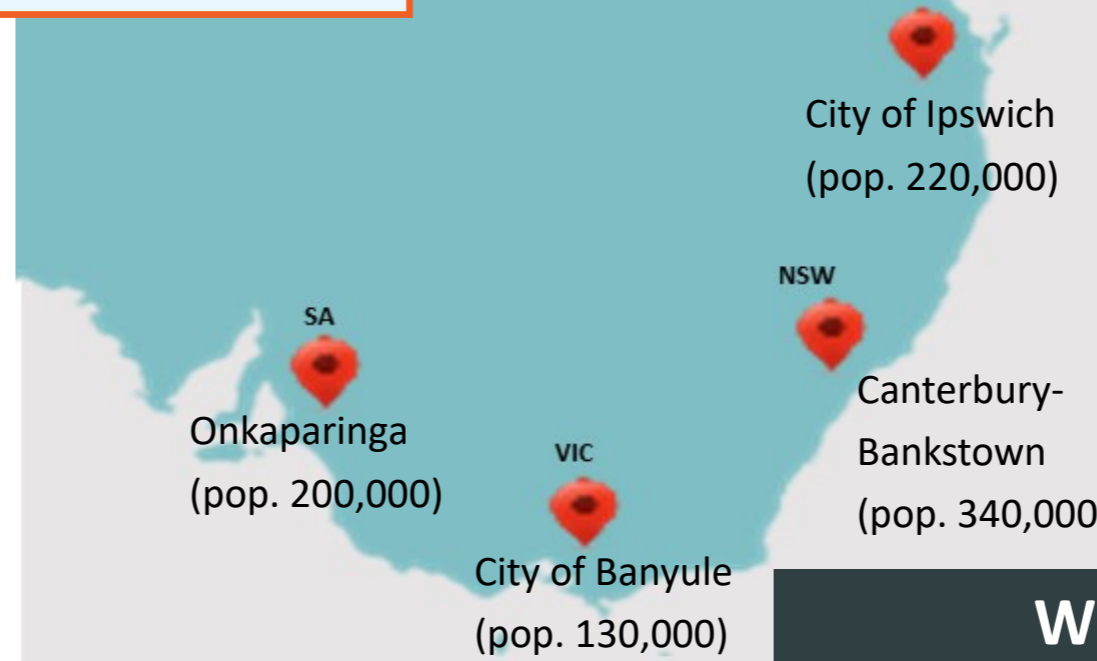 City of Ipswich
(pop. 220,000)
NSW
SA
Canterbury-
Bankstown
(pop. 340,000
Onkaparinga
(pop. 200,000)
VIC
City of Banyule
(pop. 130,000)
W